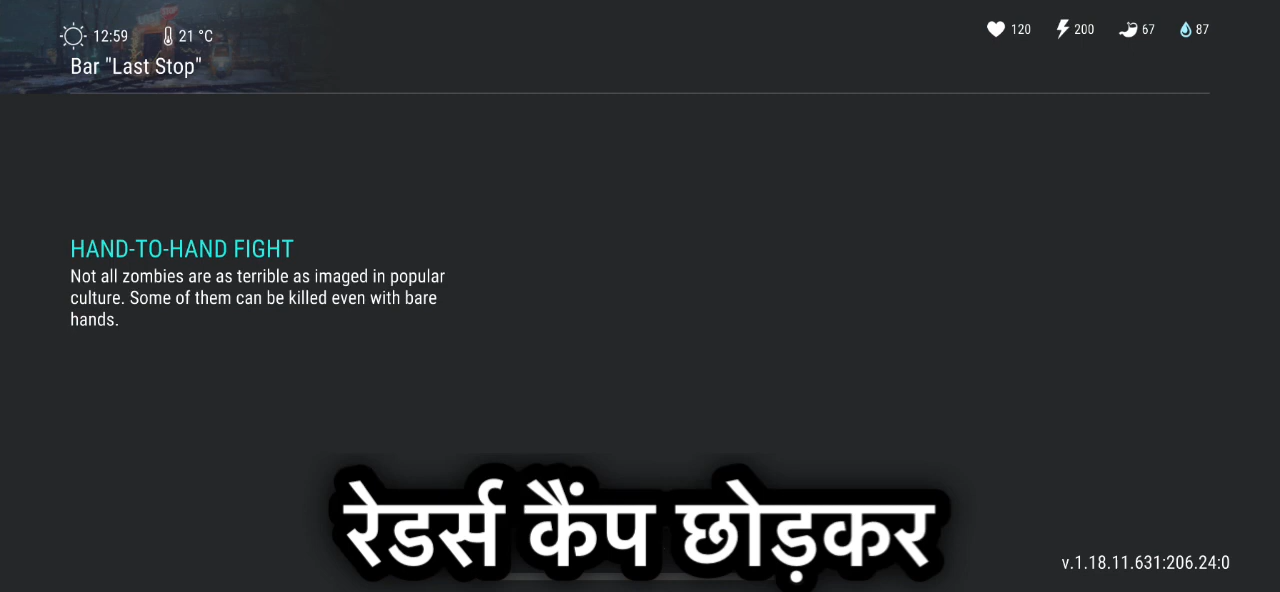 12:59 21 °C
Bar "Last Stop"
120 200 67 87
HAND-TO-HAND FIGHT
Not all zombies are as terrible as imaged in popular
culture. Some of them can be killed even with bare
hands.
रेडर्स कैंप छोड़कर
v.1.18.11.631:206.24:0